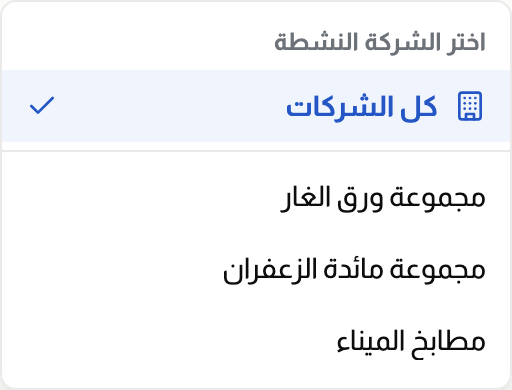 اختر الشركة النشطة
كل الشركات
مجموعة ورق الغار
مجموعة مائدة الزعفران
مطابخ الميناء